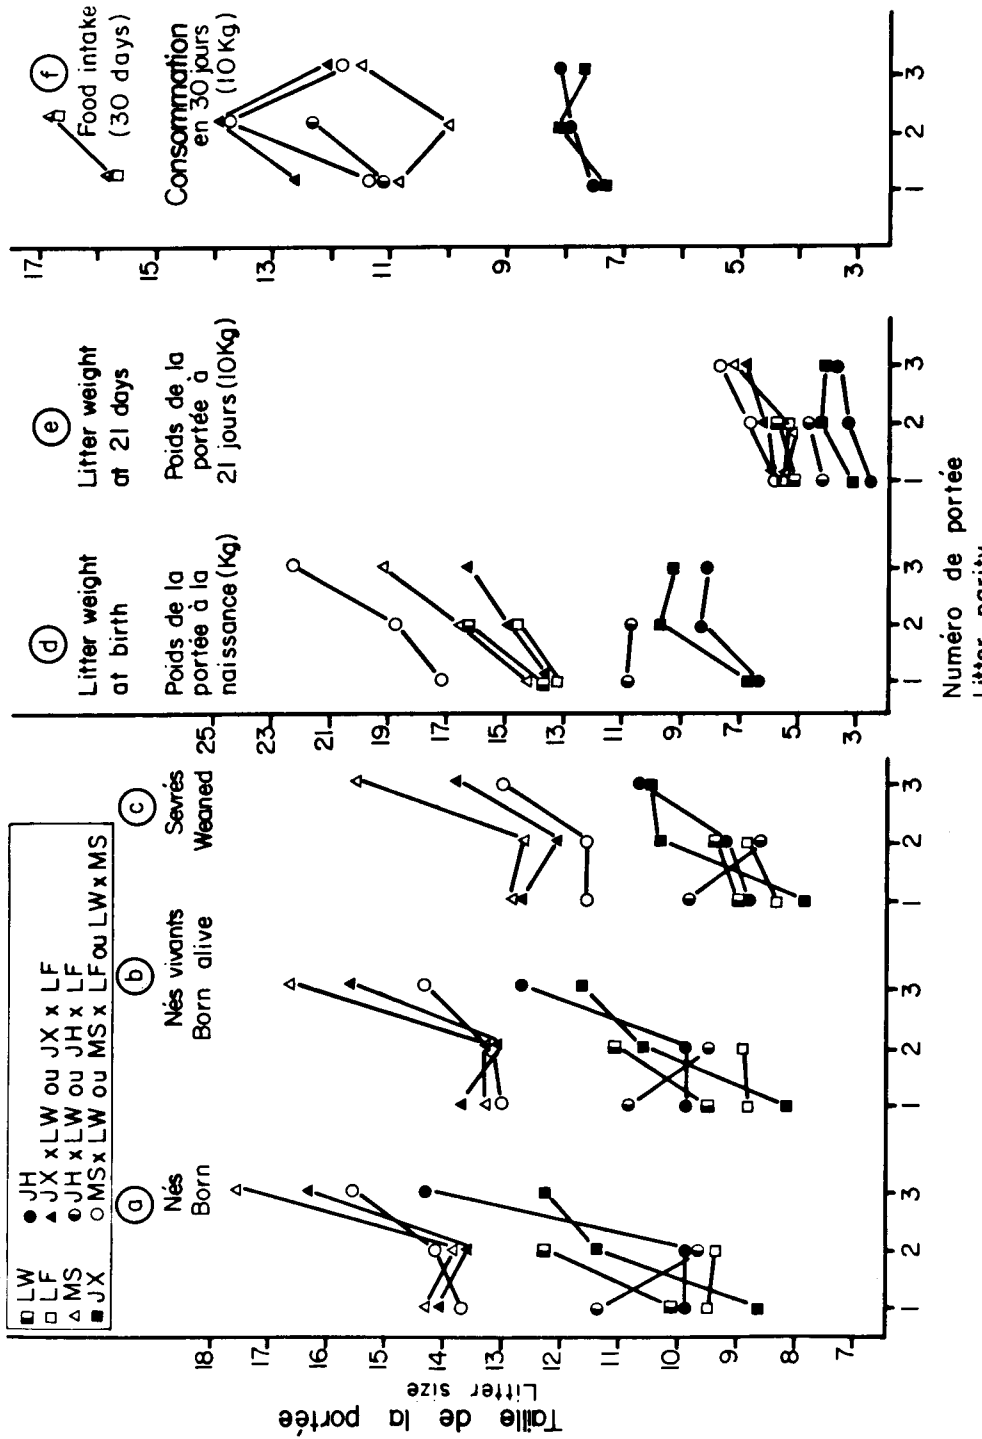 LW
LF
MS
JX
JH
JX x LW ou JX x LF
JH x LW ou JH x LF
MS x LW ou MS x LF ou LW x MS
a
Nés
Born
b
Nés vivants
Born alive
c
Sevrés
Weaned
d
Litter weight
at birth
Poids de la
portée à la
naissance (Kg)
e
Litter weight
at 21 days
Poids de la
portée à
21 jours (10Kg)
f
Food intake
(30 days)
Consommation
en 30 jours
(10 Kg)
Taille de la portée
Litter size
18
17
16
15
14
13
12
11
10
9
8
7
25
23
21
19
17
15
13
11
9
7
5
3
17
15
13
11
9
7
5
3
1 2 3
1 2 3
1 2 3
1 2 3
1 2 3
1 2 3
Numéro de portée
Litter parity